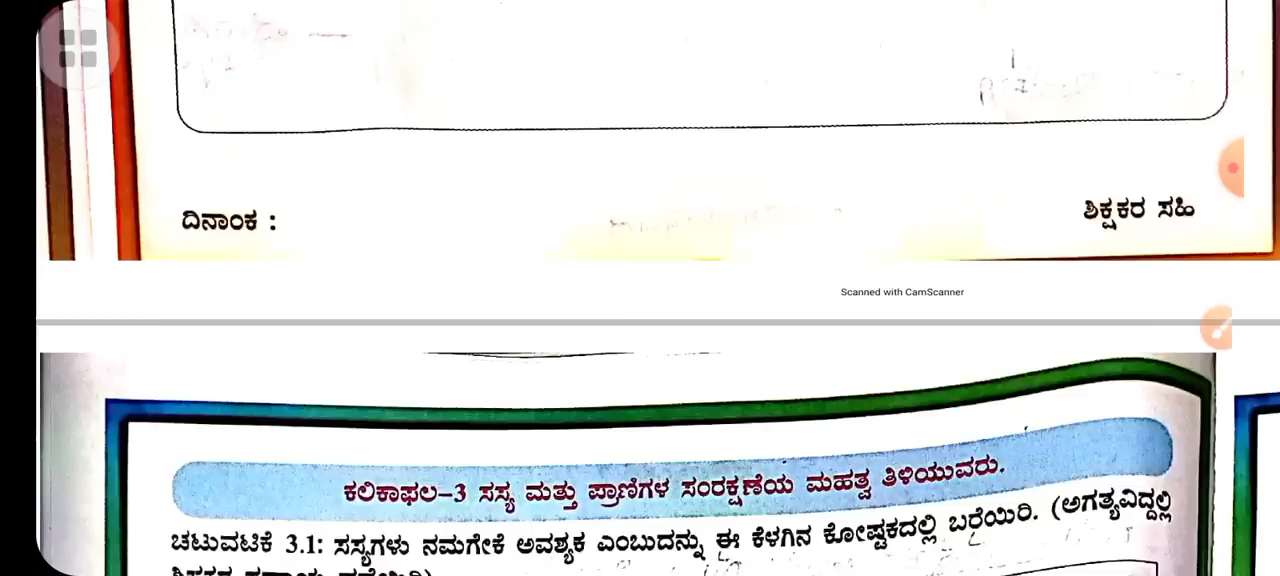 ದಿನಾಂಕ :
ಶಿಕ್ಷಕರ ಸಹಿ
Scanned with CamScanner
ಕಲಿಕಾಫಲ-3 ಸಸ್ಯ ಮತ್ತು ಪ್ರಾಣಿಗಳ ಸಂರಕ್ಷಣೆಯ ಮಹತ್ವ ತಿಳಿಯುವರು.
ಚಟುವಟಿಕೆ 3.1: ಸಸ್ಯಗಳು ನಮಗೇಕೆ ಅವಶ್ಯಕ ಎಂಬುದನ್ನು ಈ ಕೆಳಗಿನ ಕೋಷ್ಟಕದಲ್ಲಿ ಬರೆಯಿರಿ. (ಅಗತ್ಯವಿದ್ದಲ್ಲಿ